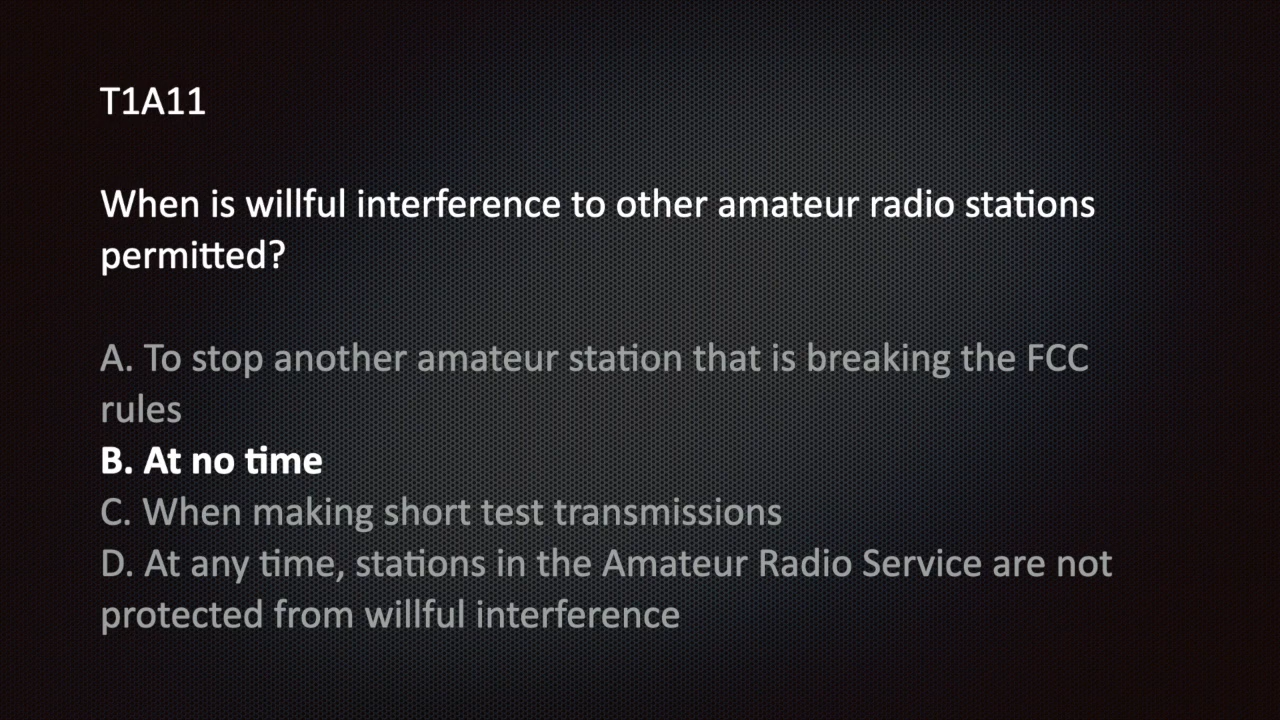 T1A11
When is willful interference to other amateur radio stations
permitted?
A. To stop another amateur station that is breaking the FCC
rules
B. At no time
C. When making short test transmissions
D. At any time, stations in the Amateur Radio Service are not
protected from willful interference